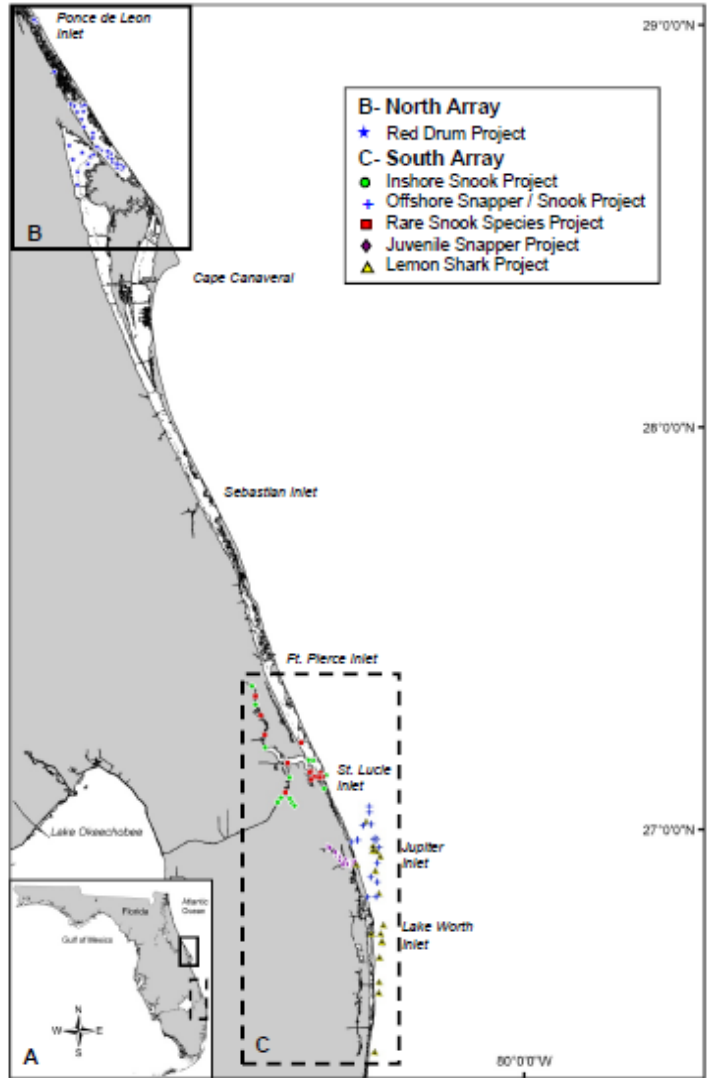 Ponce de Leon
Inlet
29°0'0"N
B- North Array
Red Drum Project
C- South Array
Inshore Snook Project
Offshore Snapper / Snook Project
Rare Snook Species Project
Juvenile Snapper Project
Lemon Shark Project
B
Cape Canaveral
28°0'0"N
Sebastian Inlet
Ft. Pierce Inlet
St. Lucie
Inlet
27°0'0"N
Lake Okeechobee
Jupiter
Inlet
Lake Worth
Inlet
Florida
Atlantic
Ocean
Gulf of Mexico
N
W E
S
A
C
80°0'0"W